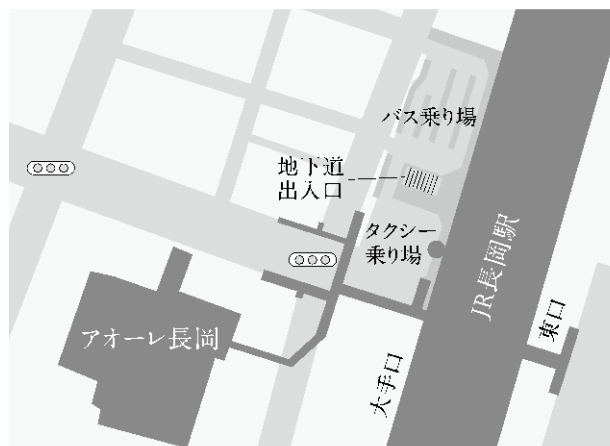 バス乗り場
地下道
出入口
タクシー
乗り場
JR長岡駅
アオーレ長岡
大手口
東口